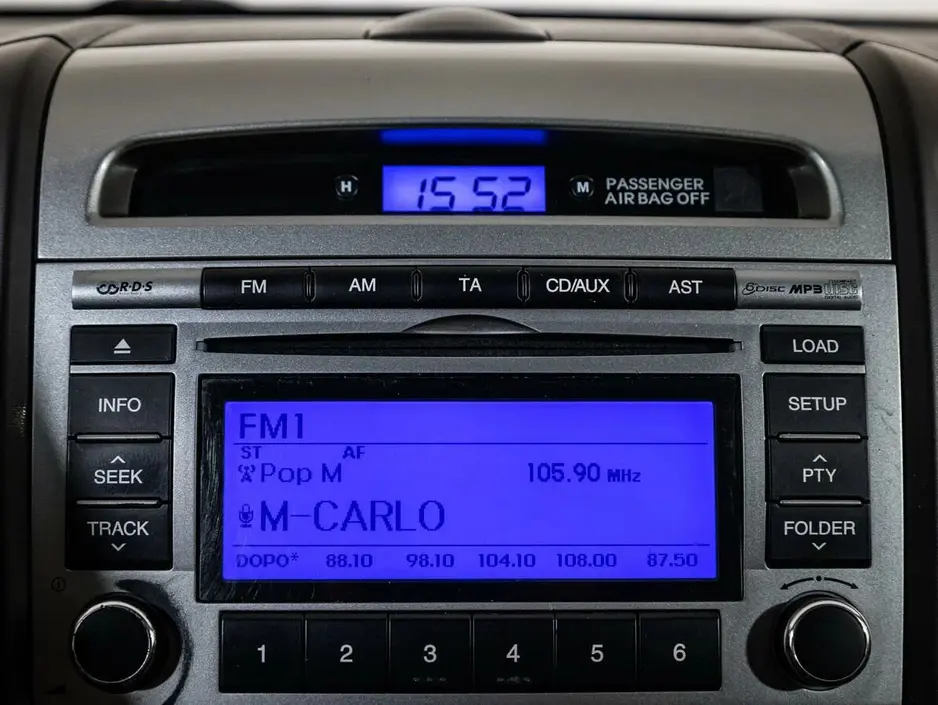 H 15 52 M PASSENGER
AIR BAG OFF
R·D·S FM AM TA CD/AUX AST 6DISC MP3
LOAD
INFO SETUP
FM1
ST AF
SEEK Pop M 105.90 MHz PTY
M-CARLO
TRACK FOLDER
DOPO* 88.10 98.10 104.10 108.00 87.50
1 2 3 4 5 6